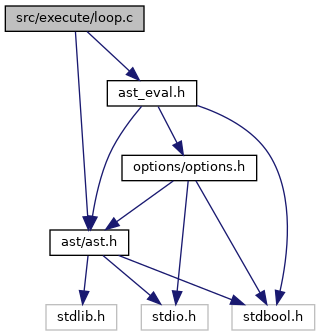 src/execute/loop.c
ast_eval.h
options/options.h
ast/ast.h
stdlib.h
stdio.h
stdbool.h